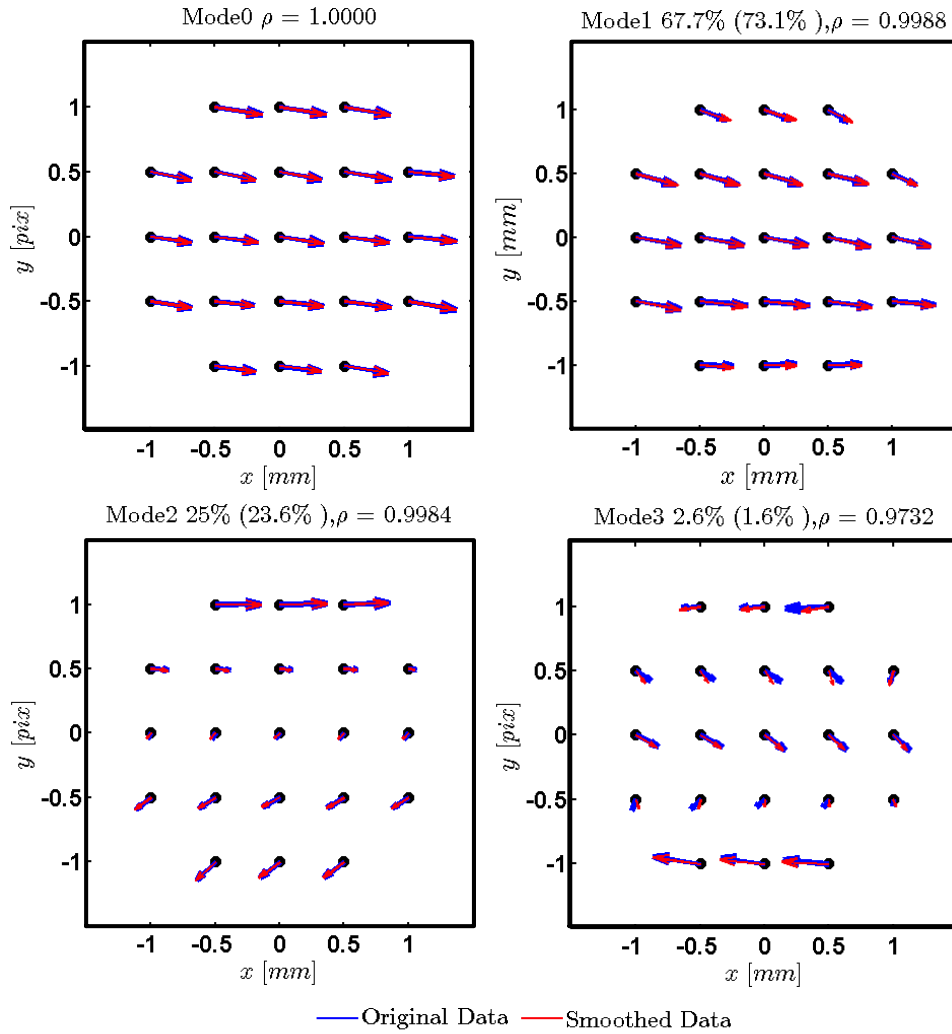 Mode0 ρ = 1.0000
1
0.5
0
-0.5
-1
y [pix]
-1 -0.5 0 0.5 1
x [mm]
Mode1 67.7% (73.1% ),ρ = 0.9988
1
0.5
0
-0.5
-1
y [mm]
-1 -0.5 0 0.5 1
x [mm]
Mode2 25% (23.6% ),ρ = 0.9984
1
0.5
0
-0.5
-1
y [pix]
-1 -0.5 0 0.5 1
x [mm]
Mode3 2.6% (1.6% ),ρ = 0.9732
1
0.5
0
-0.5
-1
y [pix]
-1 -0.5 0 0.5 1
x [mm]
Original Data Smoothed Data